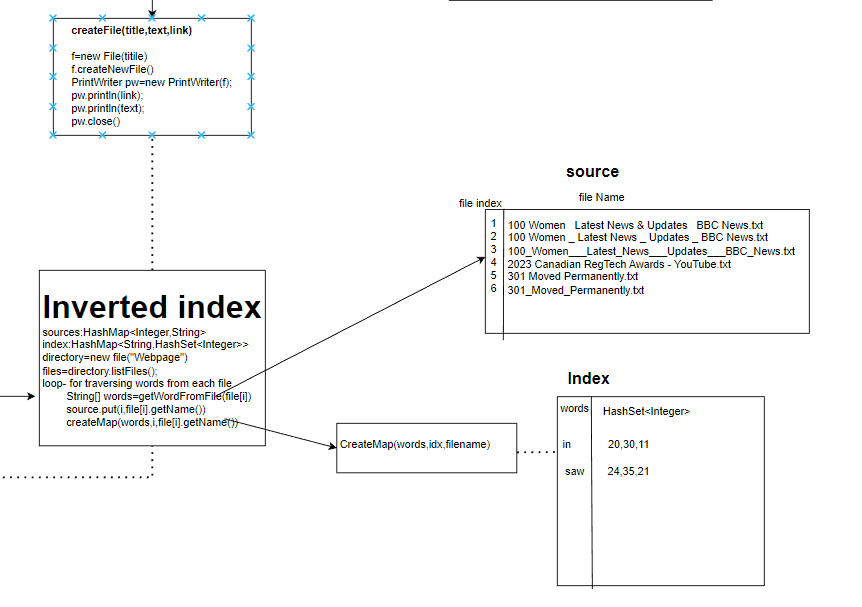 createFile(title,text,link)
f=new File(titile)
f.createNewFile()
PrintWriter pw=new PrintWriter(f);
pw.println(link);
pw.println(text);
pw.close()
source
file index
file Name
1 100 Women Latest News & Updates BBC News.txt
2 100 Women _ Latest News _ Updates _ BBC News.txt
3 100_Women___Latest_News___Updates___BBC_News.txt
4 2023 Canadian RegTech Awards - YouTube.txt
5 301 Moved Permanently.txt
6 301_Moved_Permanently.txt
Inverted index
sources:HashMap<Integer,String>
index:HashMap<String,HashSet<Integer>>
directory=new file("Webpage")
files=directory.listFiles();
loop- for traversing words from each file
String[] words=getWordFromFile(file[i])
source.put(i,file[i].getName())
createMap(words,i,file[i].getName())
CreateMap(words,idx,filename)
Index
words HashSet<Integer>
in 20,30,11
saw 24,35,21